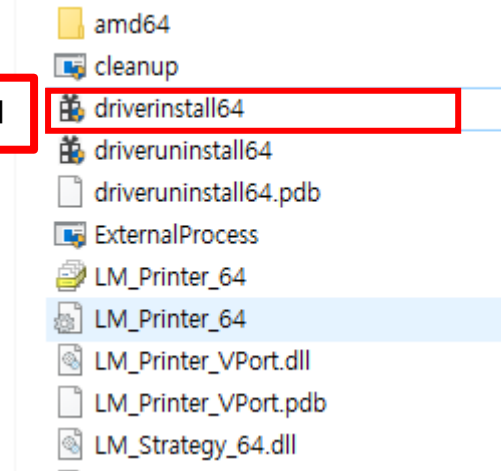 amd64
cleanup
driverinstall64
driveruninstall64
driveruninstall64.pdb
ExternalProcess
LM_Printer_64
LM_Printer_64
LM_Printer_VPort.dll
LM_Printer_VPort.pdb
LM_Strategy_64.dll